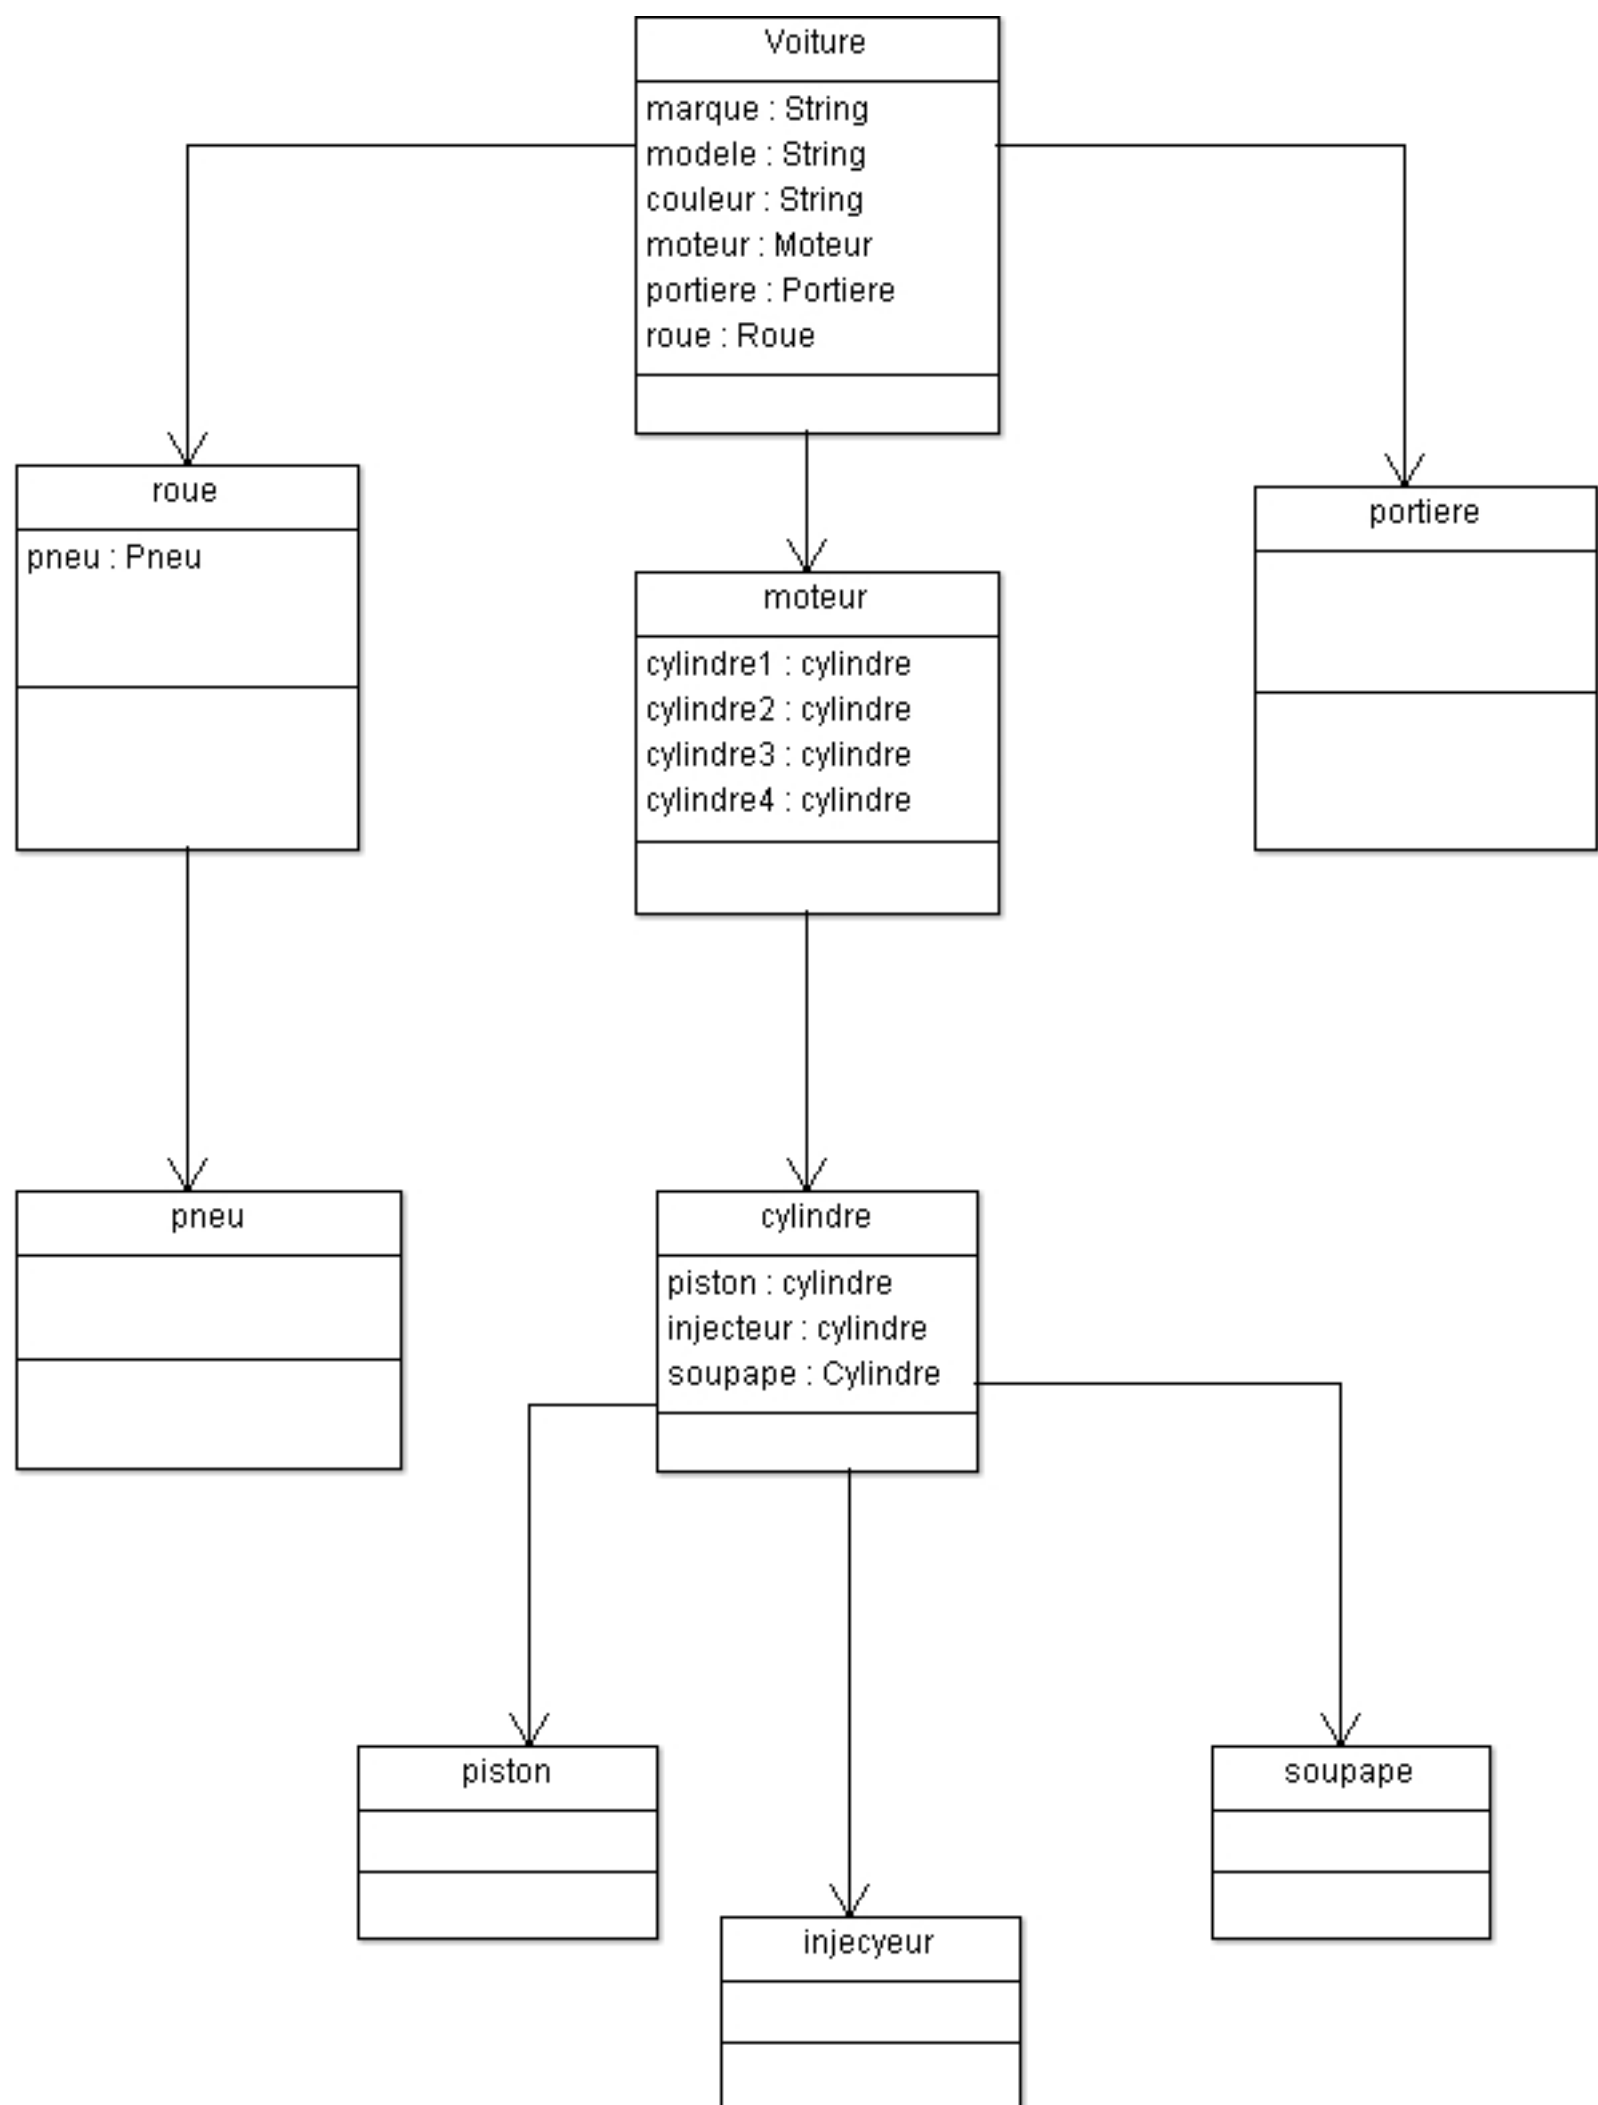 Voiture
marque : String
modele : String
couleur : String
moteur : Moteur
portiere : Portiere
roue : Roue
roue
pneu : Pneu
portiere
moteur
cylindre1 : cylindre
cylindre2 : cylindre
cylindre3 : cylindre
cylindre4 : cylindre
pneu
cylindre
piston : cylindre
injecteur : cylindre
soupape : Cylindre
piston
soupape
injecyeur